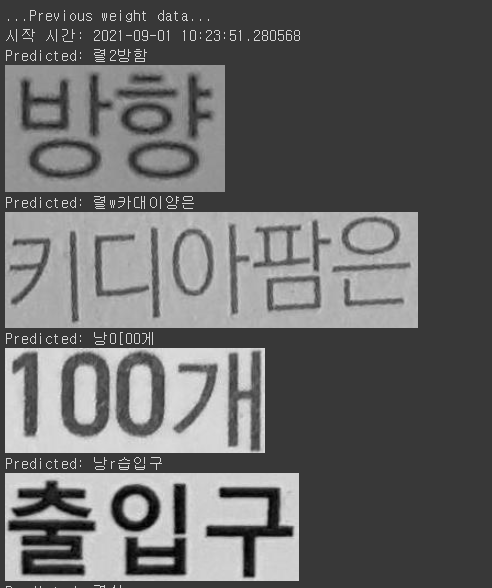 ...Previous weight data...
시작 시간: 2021-09-01 10:23:51.280568
Predicted: 렬2방함
방향
Predicted: 렬w카대이양은
키디아팜은
Predicted: 낭0[00게
100개
Predicted: 낭r습입구
출입구